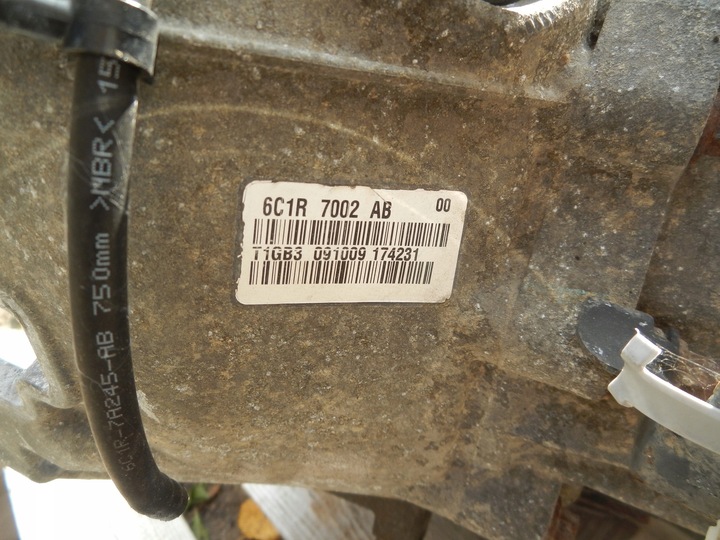 6C1R 7002 AB 00
T1GB3 091009 174231
6C1R-7A245-AB 750mm >MBR< 15